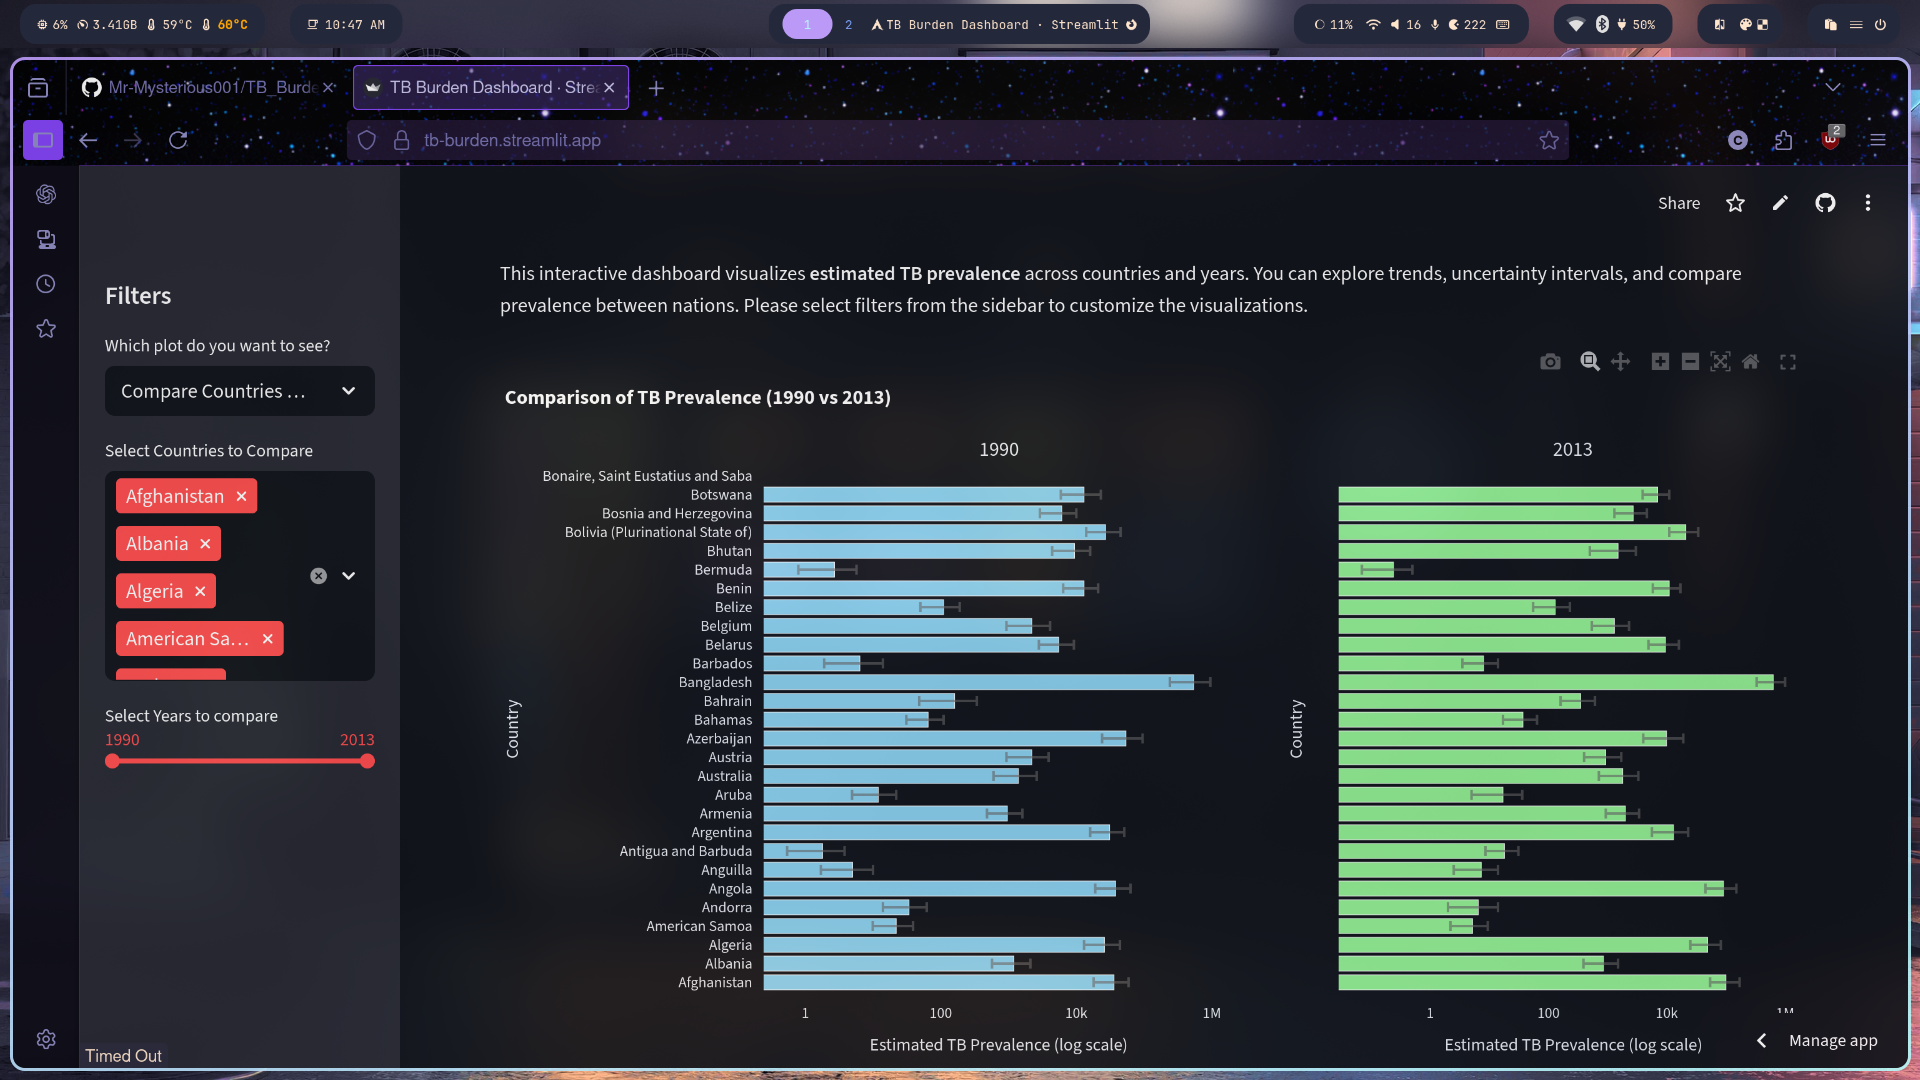 6% 3.41GB 59°C 60°C
10:47 AM
1 2 TB Burden Dashboard · Streamlit
11% 16 222
50%
Mr-Mysterious001/TB_Burde
TB Burden Dashboard · Strea
tb-burden.streamlit.app
2
Share
Filters
Which plot do you want to see?
Compare Countries ...
Select Countries to Compare
Afghanistan
Albania
Algeria
American Sa...
Select Years to compare
1990 2013
Timed Out
This interactive dashboard visualizes estimated TB prevalence across countries and years. You can explore trends, uncertainty intervals, and compare
prevalence between nations. Please select filters from the sidebar to customize the visualizations.
Comparison of TB Prevalence (1990 vs 2013)
1990 2013
Bonaire, Saint Eustatius and Saba
Botswana
Bosnia and Herzegovina
Bolivia (Plurinational State of)
Bhutan
Bermuda
Benin
Belize
Belgium
Belarus
Barbados
Bangladesh
Bahrain
Bahamas
Azerbaijan
Austria
Australia
Aruba
Armenia
Argentina
Antigua and Barbuda
Anguilla
Angola
Andorra
American Samoa
Algeria
Albania
Afghanistan
Country
Country
1 100 10k 1M
1 100 10k 1M
Estimated TB Prevalence (log scale)
Estimated TB Prevalence (log scale)
Manage app